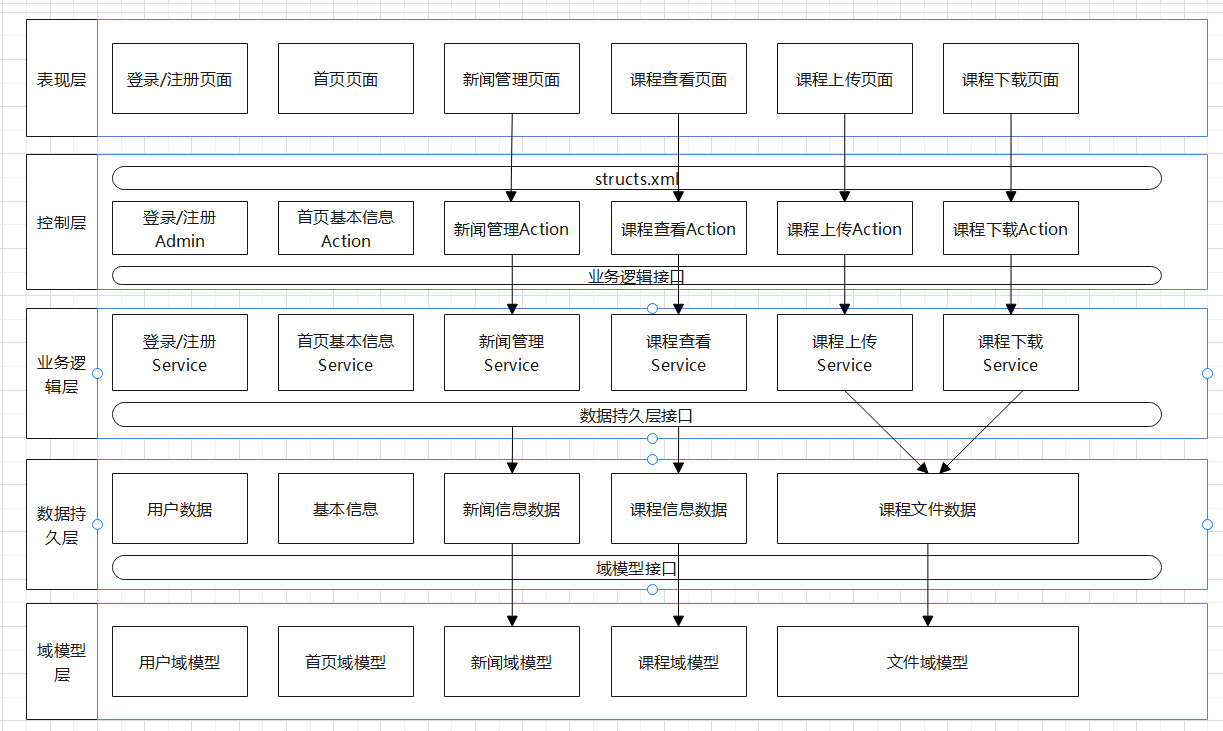 表现层
登录/注册页面
首页页面
新闻管理页面
课程查看页面
课程上传页面
课程下载页面
控制层
structs.xml
登录/注册
Admin
首页基本信息
Action
新闻管理Action
课程查看Action
课程上传Action
课程下载Action
业务逻辑接口
业务逻
辑层
登录/注册
Service
首页基本信息
Service
新闻管理
Service
课程查看
Service
课程上传
Service
课程下载
Service
数据持久层接口
数据持
久层
用户数据
基本信息
新闻信息数据
课程信息数据
课程文件数据
域模型接口
域模型
层
用户域模型
首页域模型
新闻域模型
课程域模型
文件域模型